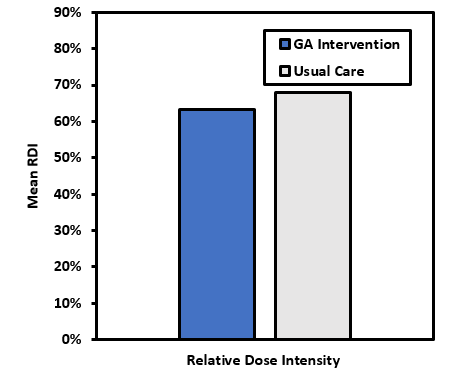 90%
80%
70%
60%
50%
40%
30%
20%
10%
0%
Mean RDI
GA Intervention
Usual Care
Relative Dose Intensity